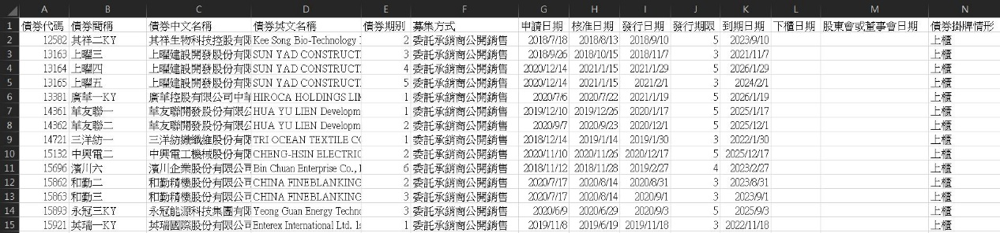 A B C D E F G H I J K L M N
1 債券代碼 債券簡稱 債券中文名稱 債券英文名稱 債券期別 募集方式 申請日期 核准日期 發行日期 發行期限 到期日期 下櫃日期 股東會或董事會日期 債券掛牌情形
2 12582 其祥二KY 其祥生物科技控股有限 Kee Song Bio-Technology 2 委託承銷商公開銷售 2018/7/18 2018/8/13 2018/9/10 5 2023/9/10 上櫃
3 13163 上曜三 上曜建設開發股份有限 SUN YAD CONSTRUCT 3 委託承銷商公開銷售 2018/9/26 2018/10/15 2018/11/7 3 2021/11/7 上櫃
4 13164 上曜四 上曜建設開發股份有限 SUN YAD CONSTRUCT 4 委託承銷商公開銷售 2020/12/14 2021/1/15 2021/1/29 5 2026/1/29 上櫃
5 13165 上曜五 上曜建設開發股份有限 SUN YAD CONSTRUCT 5 委託承銷商公開銷售 2020/12/14 2021/1/15 2021/2/1 3 2024/2/1 上櫃
6 13381 廣華一KY 廣華控股有限公司中華 HIROCA HOLDINGS LIM 1 委託承銷商公開銷售 2020/7/6 2020/7/22 2021/1/19 5 2026/1/19 上櫃
7 14361 華友聯一 華友聯開發股份有限公 HUA YU LIEN Developm 1 委託承銷商公開銷售 2019/12/10 2019/12/26 2020/1/17 5 2025/1/17 上櫃
8 14362 華友聯二 華友聯開發股份有限公 HUA YU LIEN Developm 2 委託承銷商公開銷售 2020/9/7 2020/9/23 2020/12/1 5 2025/12/1 上櫃
9 14721 三洋紡一 三洋紡織纖維股份有限 TRI OCEAN TEXTILE CO 1 委託承銷商公開銷售 2018/12/14 2019/1/14 2019/1/30 3 2022/1/30 上櫃
10 15132 中興電二 中興電工機械股份有限 CHENG-HSIN ELECTRIC 2 委託承銷商公開銷售 2020/11/10 2020/11/26 2020/12/17 5 2025/12/17 上櫃
11 15696 濱川六 濱川企業股份有限公司 Bin Chuan Enterprise Co., 6 委託承銷商公開銷售 2018/11/12 2018/11/28 2019/2/27 4 2023/2/27 上櫃
12 15862 和勤二 和勤精機股份有限公司 CHINA FINEBLANKING 2 委託承銷商公開銷售 2020/7/17 2020/8/14 2020/8/31 3 2023/8/31 上櫃
13 15863 和勤三 和勤精機股份有限公司 CHINA FINEBLANKING 3 委託承銷商公開銷售 2020/7/17 2020/8/14 2020/9/1 3 2023/9/1 上櫃
14 15893 永冠三KY 永冠能源科技集團有限 Yeong Guan Energy Techno 3 委託承銷商公開銷售 2020/6/9 2020/6/29 2020/9/3 5 2025/9/3 上櫃
15 15921 英瑞一KY 英瑞國際股份有限公司 Enterex International Ltd. 1s 1 委託承銷商公開銷售 2019/11/8 2019/6/19 2019/11/18 3 2022/11/18 上櫃